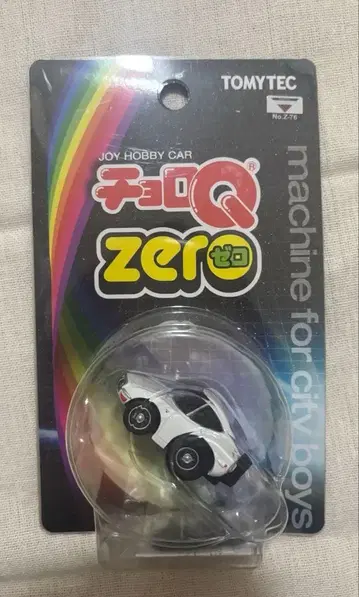 TOMYTEC
No.Z-76
JOY HOBBY CAR
チョロQ®
zero
ゼロ
machine for city boys